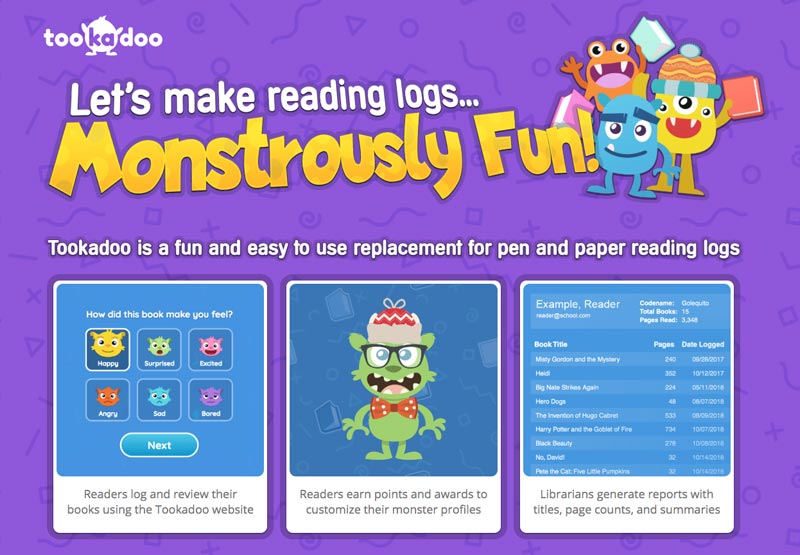 tookadoo
Let's make reading logs...
Monstrously Fun!
Tookadoo is a fun and easy to use replacement for pen and paper reading logs
How did this book make you feel?
Happy
Surprised
Excited
Angry
Sad
Bored
Next
Readers log and review their
books using the Tookadoo website
Readers earn points and awards to
customize their monster profiles
Example, Reader
reader@school.com
Codename: Golequito
Total Books: 15
Pages Read: 3,348
Book Title Pages Date Logged
Misty Gordon and the Mystery 240 09/26/2017
Heidi 352 10/12/2017
Big Nate Strikes Again 224 05/11/2018
Hero Dogs 48 09/07/2018
The Invention of Hugo Cabret 533 09/09/2018
Harry Potter and the Goblet of Fire 734 10/07/2018
Black Beauty 276 10/08/2018
No, David! 32 10/14/2018
Pete the Cat: Five Little Pumpkins 32 10/14/2018
Librarians generate reports with
titles, page counts, and summaries